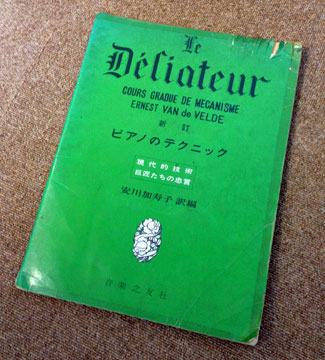 Le
Déliateur
COURS GRADUE DE MECANISME
ERNEST VAN de VELDE
新訂
ピアノのテクニック
現代的技術
巨匠たちの忠言
安川加寿子訳編
音楽之友社